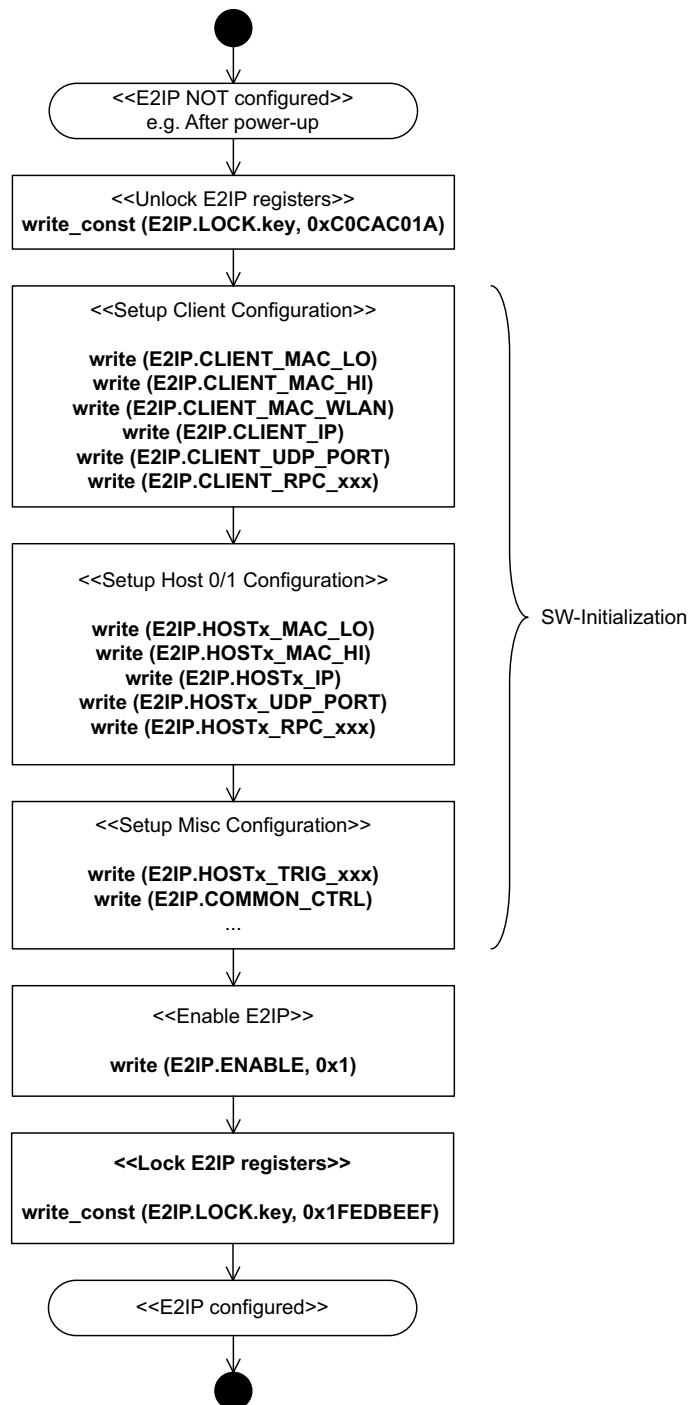 <<E2IP NOT configured>>
e.g. After power-up
<<Unlock E2IP registers>>
write_const (E2IP.LOCK.key, 0xC0CAC01A)
<<Setup Client Configuration>>
write (E2IP.CLIENT_MAC_LO)
write (E2IP.CLIENT_MAC_HI)
write (E2IP.CLIENT_MAC_WLAN)
write (E2IP.CLIENT_IP)
write (E2IP.CLIENT_UDP_PORT)
write (E2IP.CLIENT_RPC_xxx)
<<Setup Host 0/1 Configuration>>
write (E2IP.HOSTx_MAC_LO)
write (E2IP.HOSTx_MAC_HI)
write (E2IP.HOSTx_IP)
write (E2IP.HOSTx_UDP_PORT)
write (E2IP.HOSTx_RPC_xxx)
SW-Initialization
<<Setup Misc Configuration>>
write (E2IP.HOSTx_TRIG_xxx)
write (E2IP.COMMON_CTRL)
...
<<Enable E2IP>>
write (E2IP.ENABLE, 0x1)
<<Lock E2IP registers>>
write_const (E2IP.LOCK.key, 0x1FEDBEEF)
<<E2IP configured>>